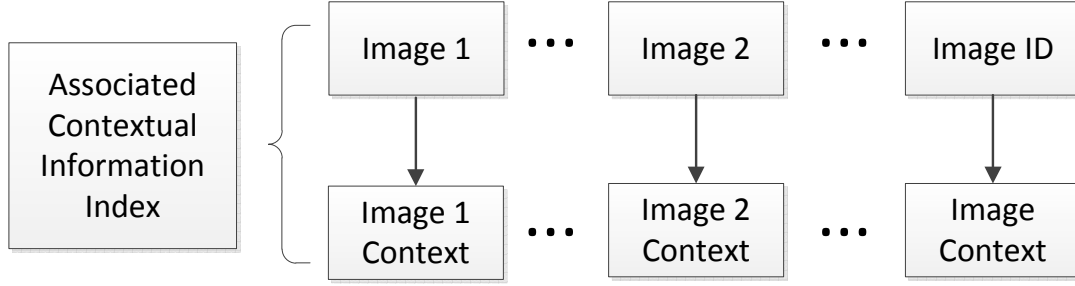 Associated
Contextual
Information
Index
Image 1
...
Image 2
...
Image ID
Image 1
Context
...
Image 2
Context
...
Image
Context